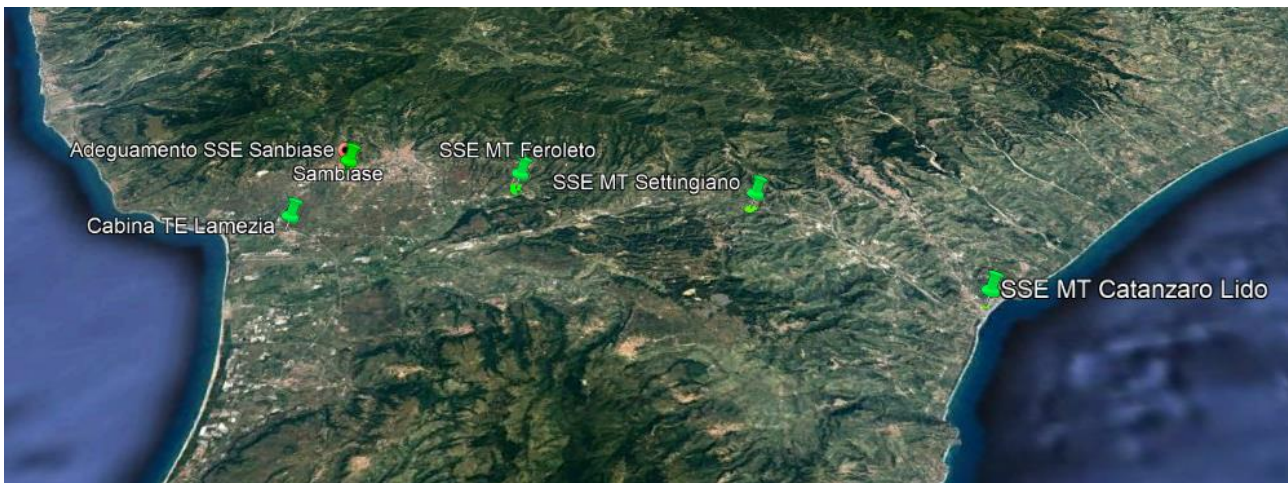 Adeguamento SSE Sanbiase
Sambiase
SSE MT Feroleto
SSE MT Settingiano
Cabina TE Lamezia
SSE MT Catanzaro Lido